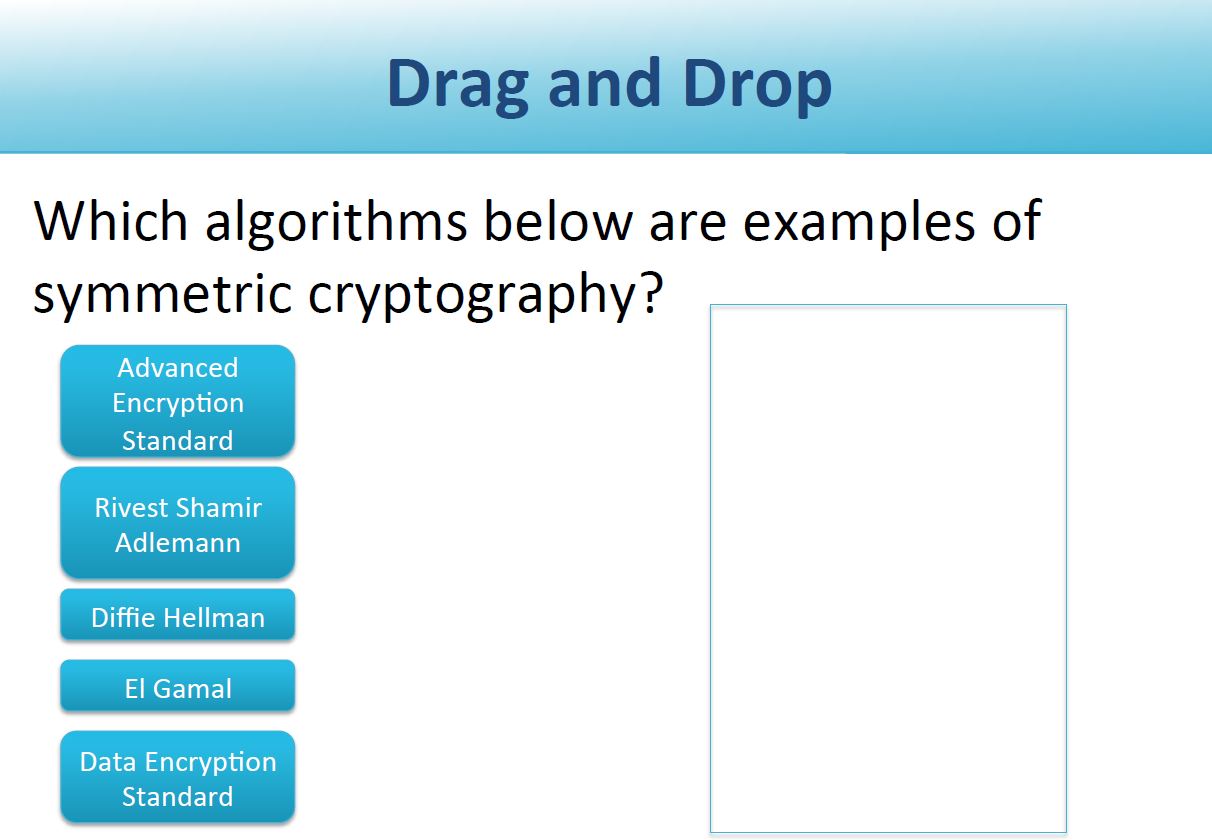 Drag and Drop
Which algorithms below are examples of
symmetric cryptography?
Advanced
Encryption
Standard
Rivest Shamir
Adlemann
Diffie Hellman
El Gamal
Data Encryption
Standard